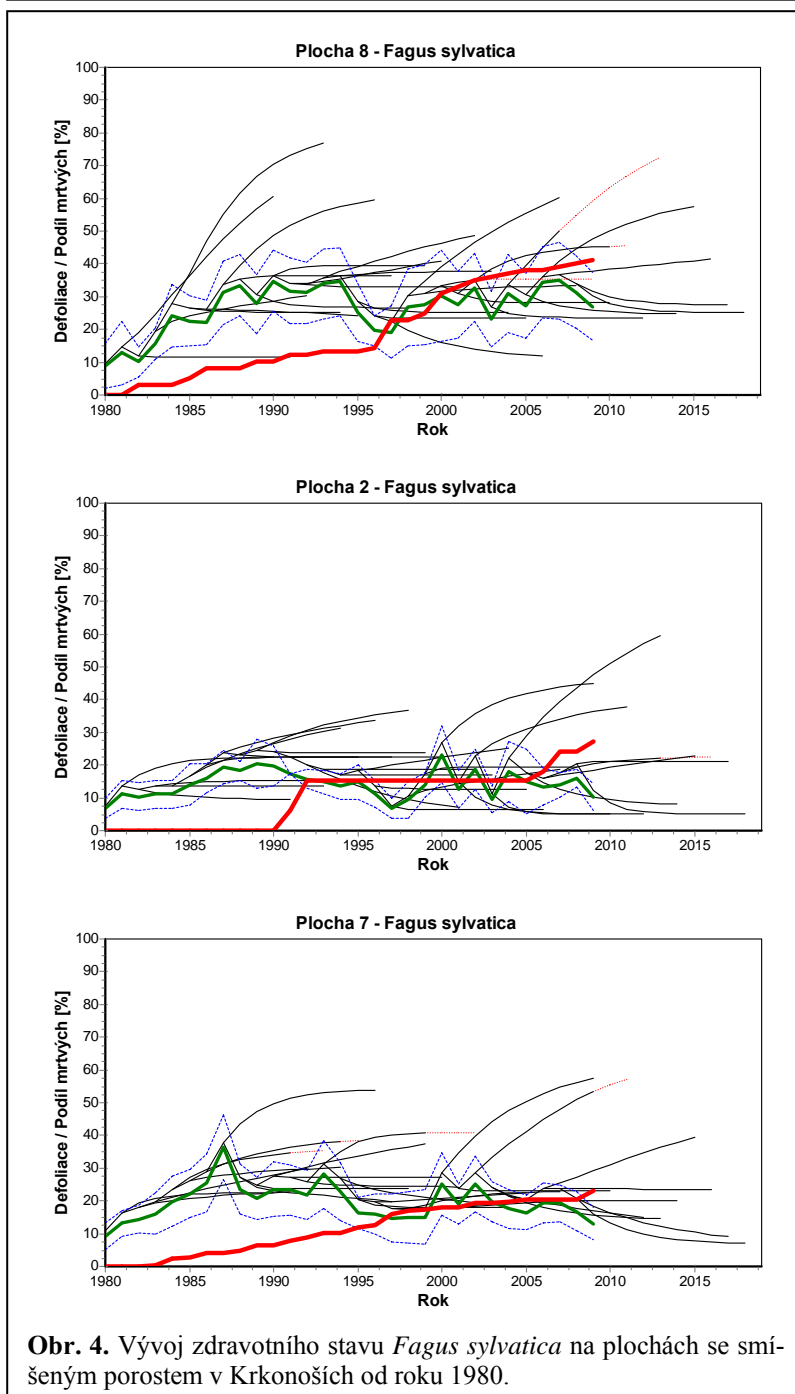 Plocha 8 - Fagus sylvatica
Defoliace / Podíl mrtvých [%]
100
90
80
70
60
50
40
30
20
10
0
1980 1985 1990 1995 2000 2005 2010 2015
Rok
Plocha 2 - Fagus sylvatica
Defoliace / Podíl mrtvých [%]
100
90
80
70
60
50
40
30
20
10
0
1980 1985 1990 1995 2000 2005 2010 2015
Rok
Plocha 7 - Fagus sylvatica
Defoliace / Podíl mrtvých [%]
100
90
80
70
60
50
40
30
20
10
0
1980 1985 1990 1995 2000 2005 2010 2015
Rok
Obr. 4. Vývoj zdravotního stavu Fagus sylvatica na plochách se smí-
šeným porostem v Krkonoších od roku 1980.